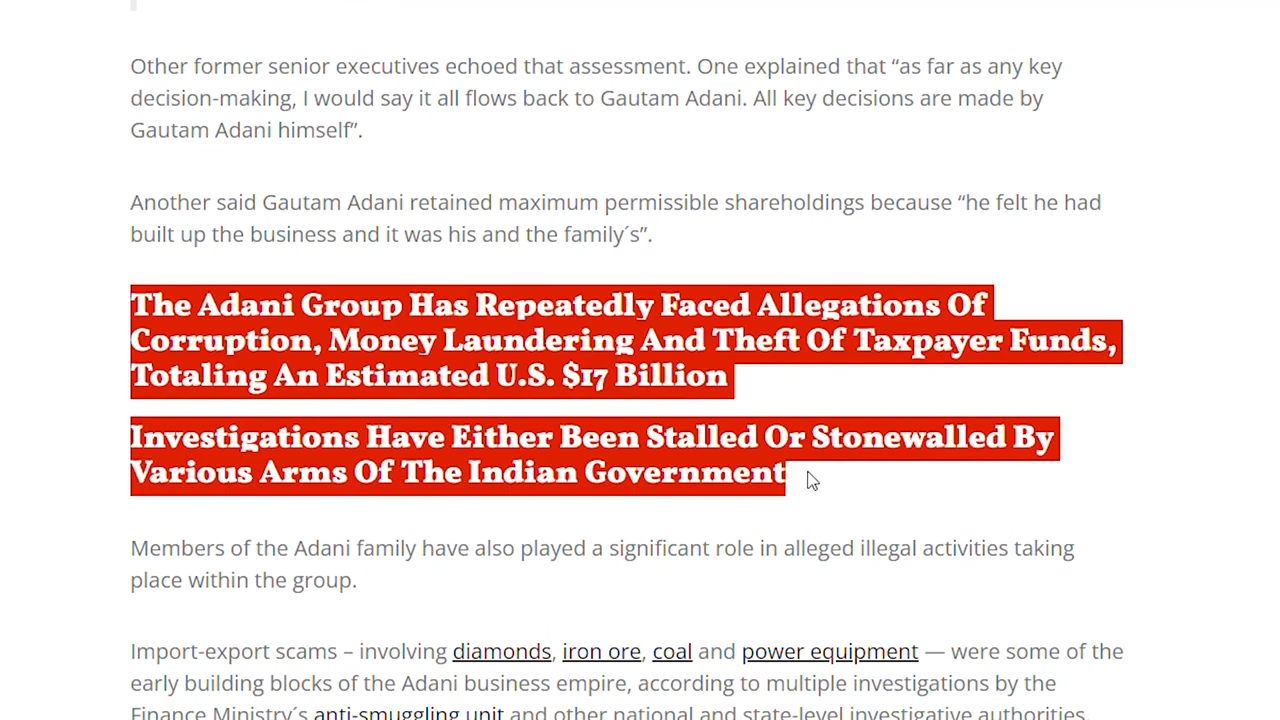 Other former senior executives echoed that assessment. One explained that “as far as any key
decision-making, I would say it all flows back to Gautam Adani. All key decisions are made by
Gautam Adani himself”.
Another said Gautam Adani retained maximum permissible shareholdings because “he felt he had
built up the business and it was his and the family´s”.
The Adani Group Has Repeatedly Faced Allegations Of
Corruption, Money Laundering And Theft Of Taxpayer Funds,
Totaling An Estimated U.S. $17 Billion
Investigations Have Either Been Stalled Or Stonewalled By
Various Arms Of The Indian Government
Members of the Adani family have also played a significant role in alleged illegal activities taking
place within the group.
Import-export scams – involving diamonds, iron ore, coal and power equipment — were some of the
early building blocks of the Adani business empire, according to multiple investigations by the
Finance Ministry´s anti-smuggling unit and other national and state-level investigative authorities.